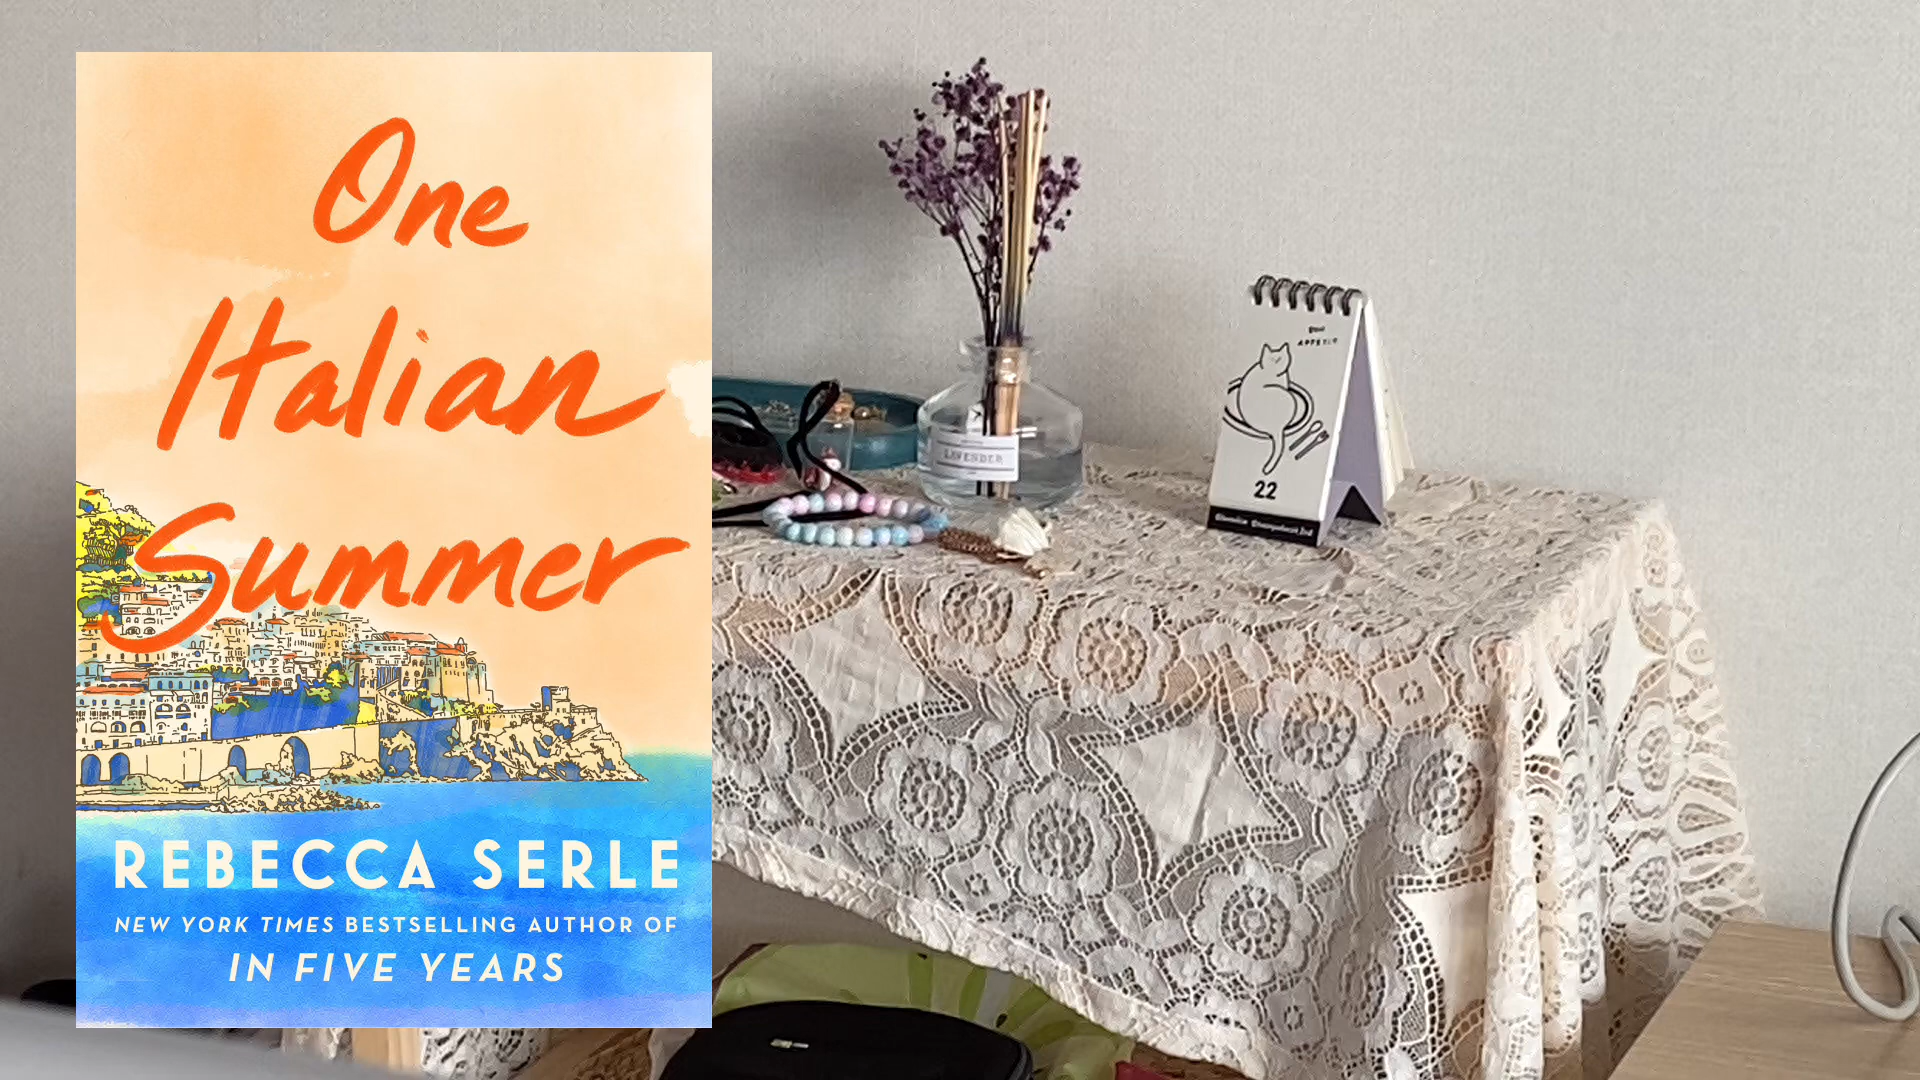 One
Italian
Summer
REBECCA SERLE
NEW YORK TIMES BESTSELLING AUTHOR OF
IN FIVE YEARS
LAVENDER
22